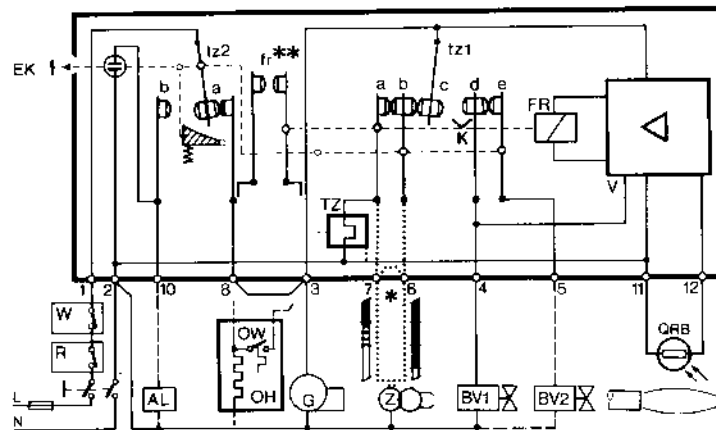 tz2
fr**
tz1
EK
b
a
a
b
c
d
e
FR
K
V
TZ
1
2
10
8
3
7
*
6
4
5
11
12
W
R
L
N
AL
OW
OH
G
Z
BV1
BV2
QRB